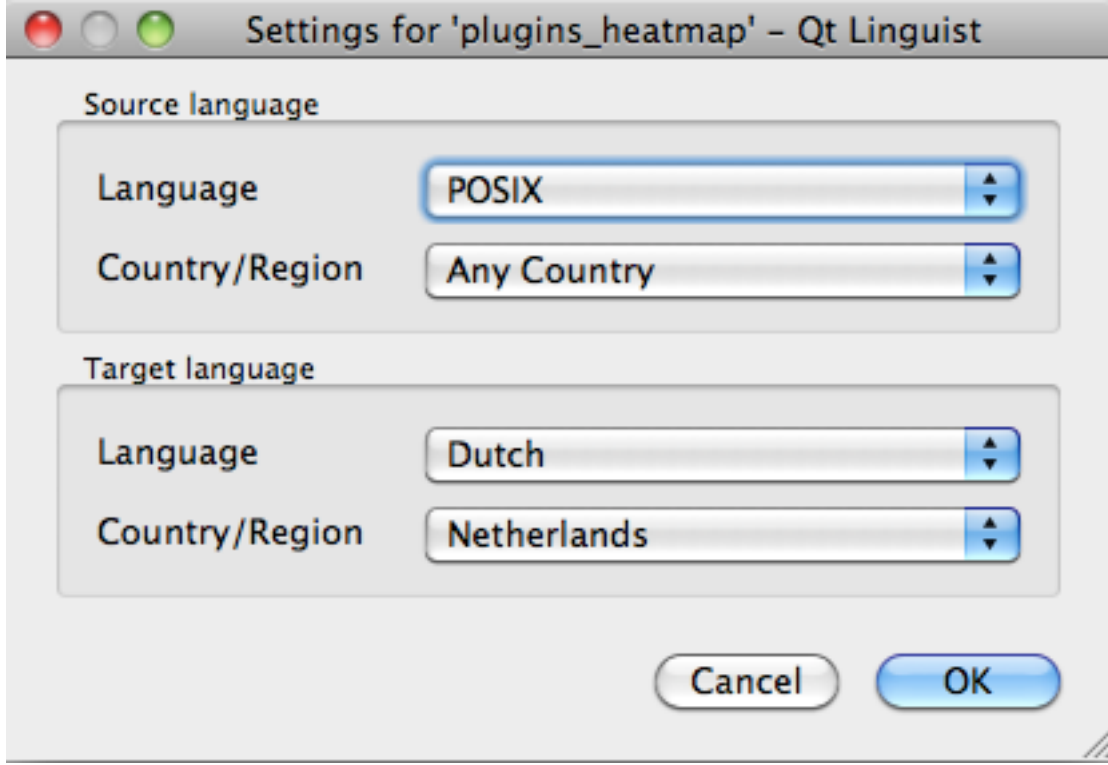 Settings for 'plugins_heatmap' – Qt Linguist
Source language
Language POSIX
Country/Region Any Country
Target language
Language Dutch
Country/Region Netherlands
Cancel OK